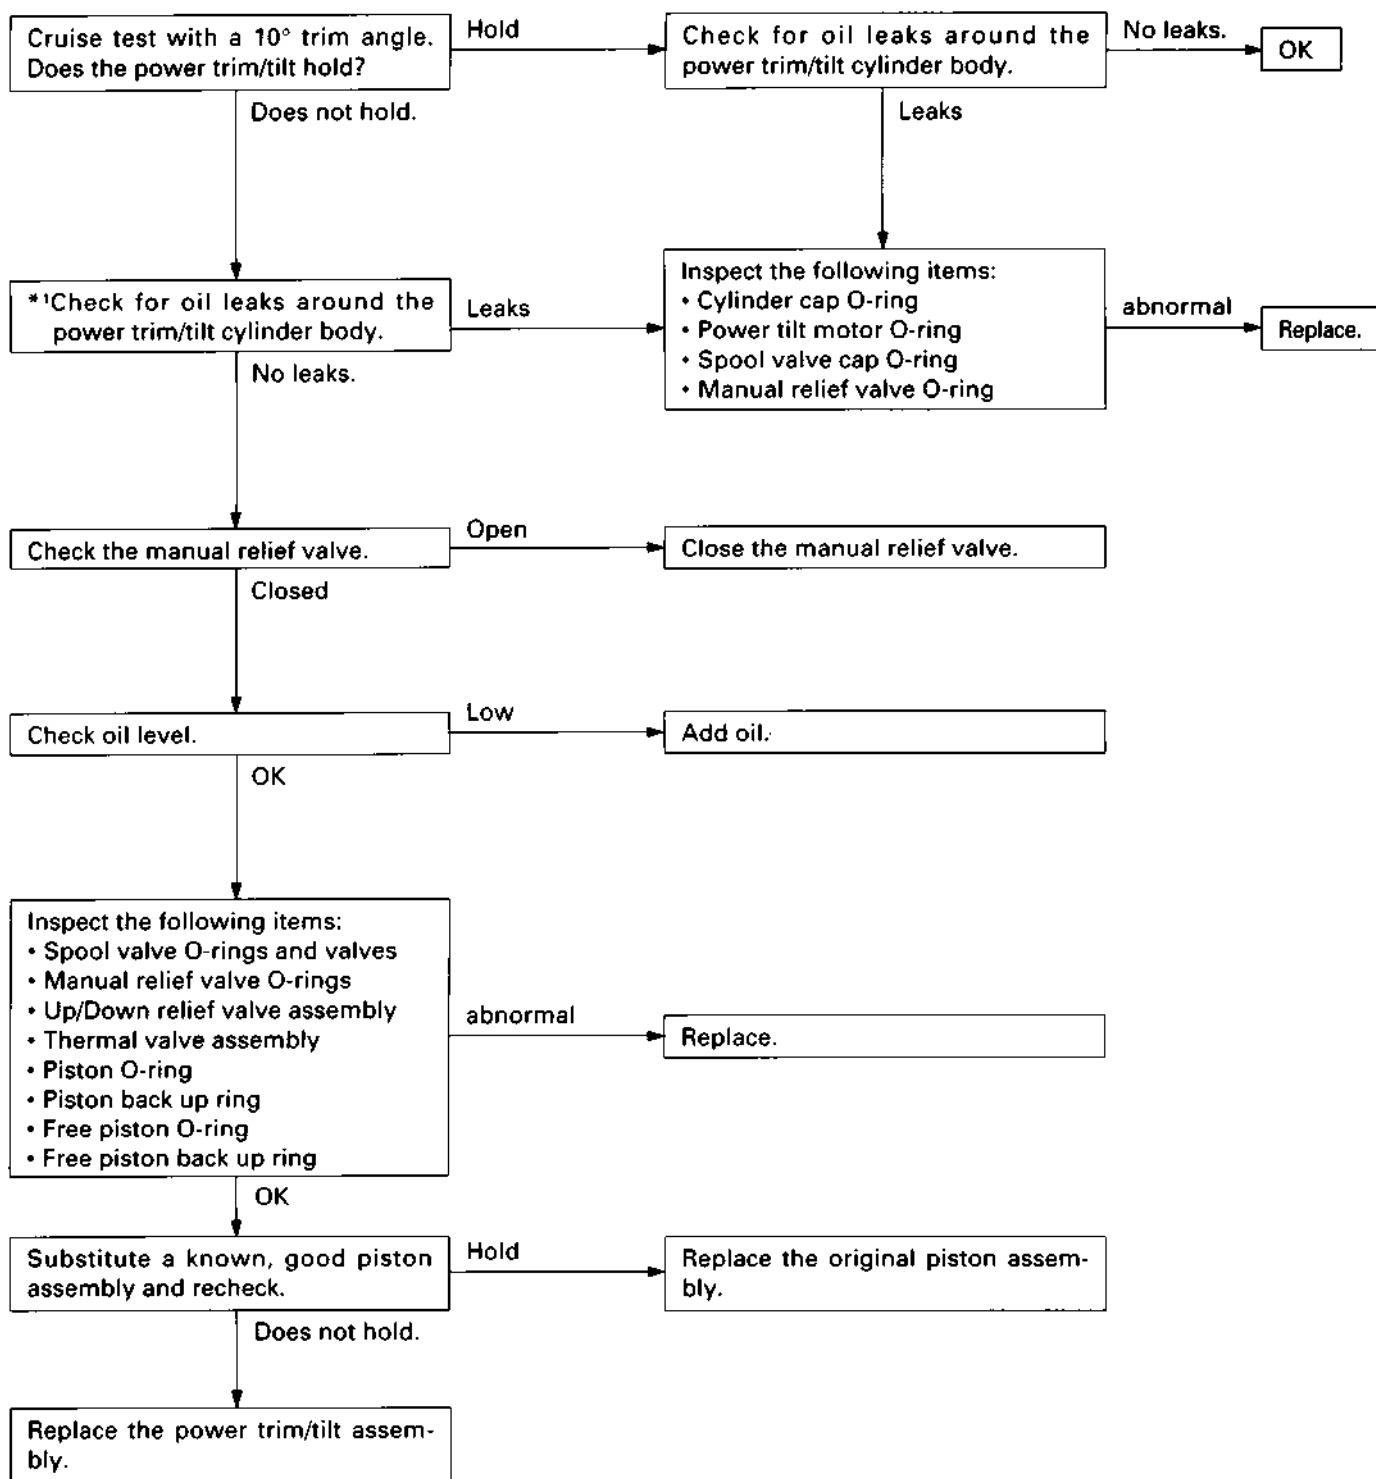 Cruise test with a 10° trim angle.
Does the power trim/tilt hold?
Hold
Check for oil leaks around the
power trim/tilt cylinder body.
No leaks.
OK
Does not hold.
Leaks
*¹Check for oil leaks around the
power trim/tilt cylinder body.
Leaks
Inspect the following items:
• Cylinder cap O-ring
• Power tilt motor O-ring
• Spool valve cap O-ring
• Manual relief valve O-ring
abnormal
Replace.
No leaks.
Check the manual relief valve.
Open
Close the manual relief valve.
Closed
Check oil level.
Low
Add oil.
OK
Inspect the following items:
• Spool valve O-rings and valves
• Manual relief valve O-rings
• Up/Down relief valve assembly
• Thermal valve assembly
• Piston O-ring
• Piston back up ring
• Free piston O-ring
• Free piston back up ring
abnormal
Replace.
OK
Substitute a known, good piston
assembly and recheck.
Hold
Replace the original piston assem-
bly.
Does not hold.
Replace the power trim/tilt assem-
bly.